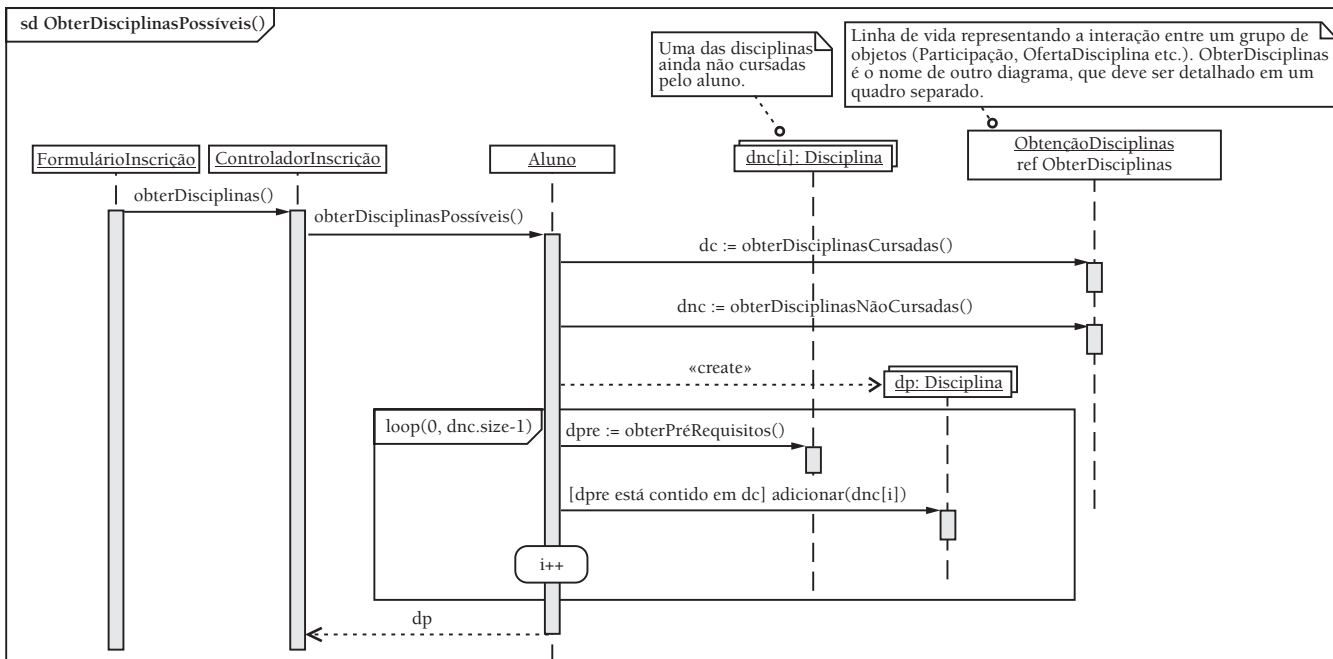 sd ObterDisciplinasPossíveis()
Uma das disciplinas
ainda não cursadas
pelo aluno.
Linha de vida representando a interação entre um grupo de
objetos (Participação, OfertaDisciplina etc.). ObterDisciplinas
é o nome de outro diagrama, que deve ser detalhado em um
quadro separado.
FormulárioInscrição
ControladorInscrição
Aluno
dnc[i]: Disciplina
ObtençãoDisciplinas
ref ObterDisciplinas
obterDisciplinas()
obterDisciplinasPossíveis()
dc := obterDisciplinasCursadas()
dnc := obterDisciplinasNãoCursadas()
«create»
dp: Disciplina
loop(0, dnc.size-1)
dpre := obterPréRequisitos()
[dpre está contido em dc] adicionar(dnc[i])
i++
dp